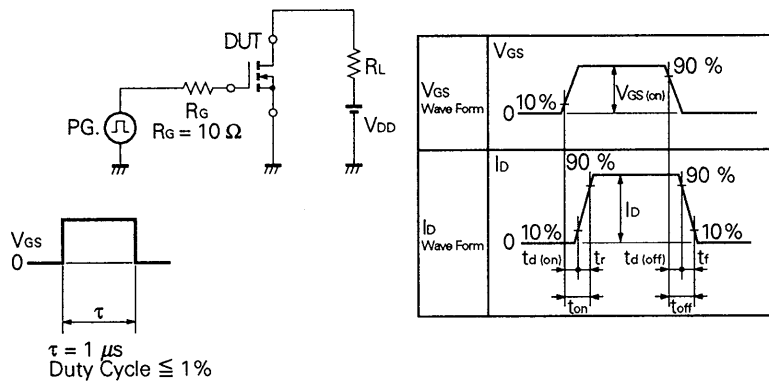 DUT
RL
RG
PG.
RG = 10 Ω
VDD
VGS
0
τ
τ = 1 μs
Duty Cycle ≦ 1%
VGS
Wave Form
VGS
90 %
VGS (on)
10%
0
ID
Wave Form
ID
90 %
90 %
ID
10%
10%
0
td (on)
tr
td (off)
tf
ton
toff